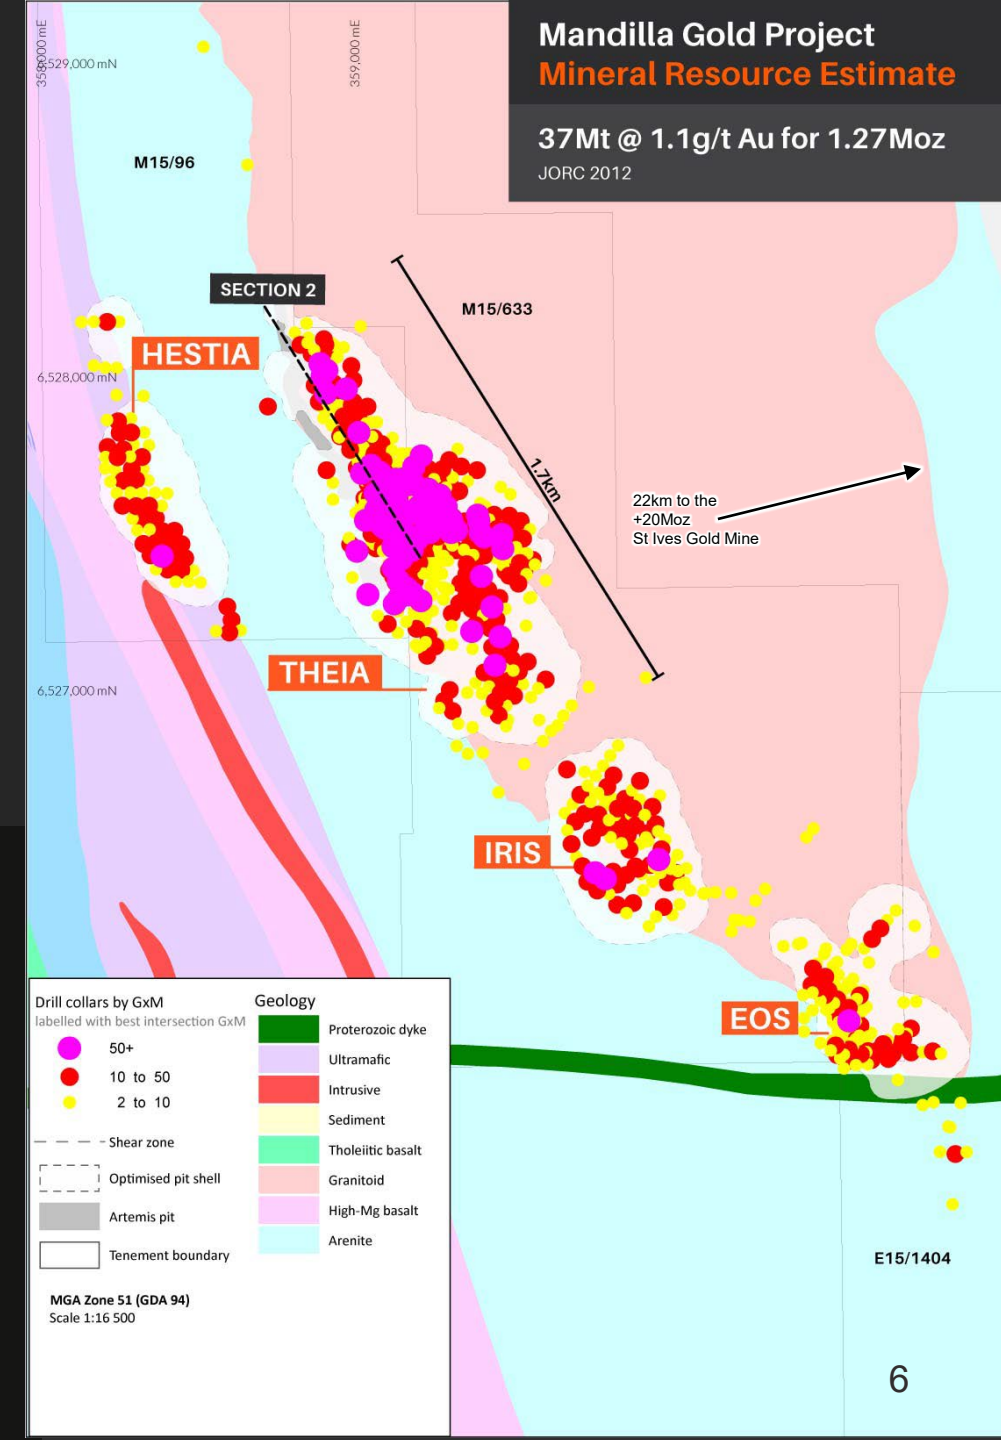 Mandilla Gold Project
Mineral Resource Estimate
37Mt @ 1.1g/t Au for 1.27Moz
JORC 2012
358,000 mE
359,000 mE
6,529,000 mN
M15/96
SECTION 2
M15/633
HESTIA
6,528,000 mN
1.7km
22km to the
+20Moz
St Ives Gold Mine
THEIA
6,527,000 mN
IRIS
EOS
Drill collars by GxM
labelled with best intersection GxM
50+
10 to 50
2 to 10
Shear zone
Optimised pit shell
Artemis pit
Tenement boundary
MGA Zone 51 (GDA 94)
Scale 1:16 500
Geology
Proterozoic dyke
Ultramafic
Intrusive
Sediment
Tholeiitic basalt
Granitoid
High-Mg basalt
Arenite
E15/1404
6